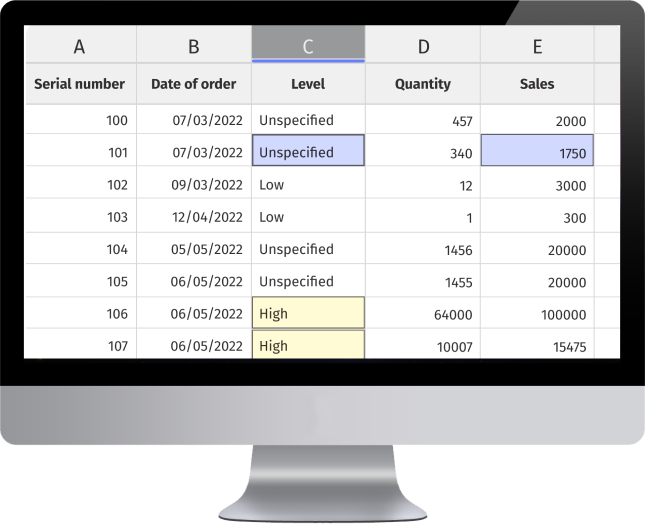 A B C D E
Serial number Date of order Level Quantity Sales
100 07/03/2022 Unspecified 457 2000
101 07/03/2022 Unspecified 340 1750
102 09/03/2022 Low 12 3000
103 12/04/2022 Low 1 300
104 05/05/2022 Unspecified 1456 20000
105 06/05/2022 Unspecified 1455 20000
106 06/05/2022 High 64000 100000
107 06/05/2022 High 10007 15475